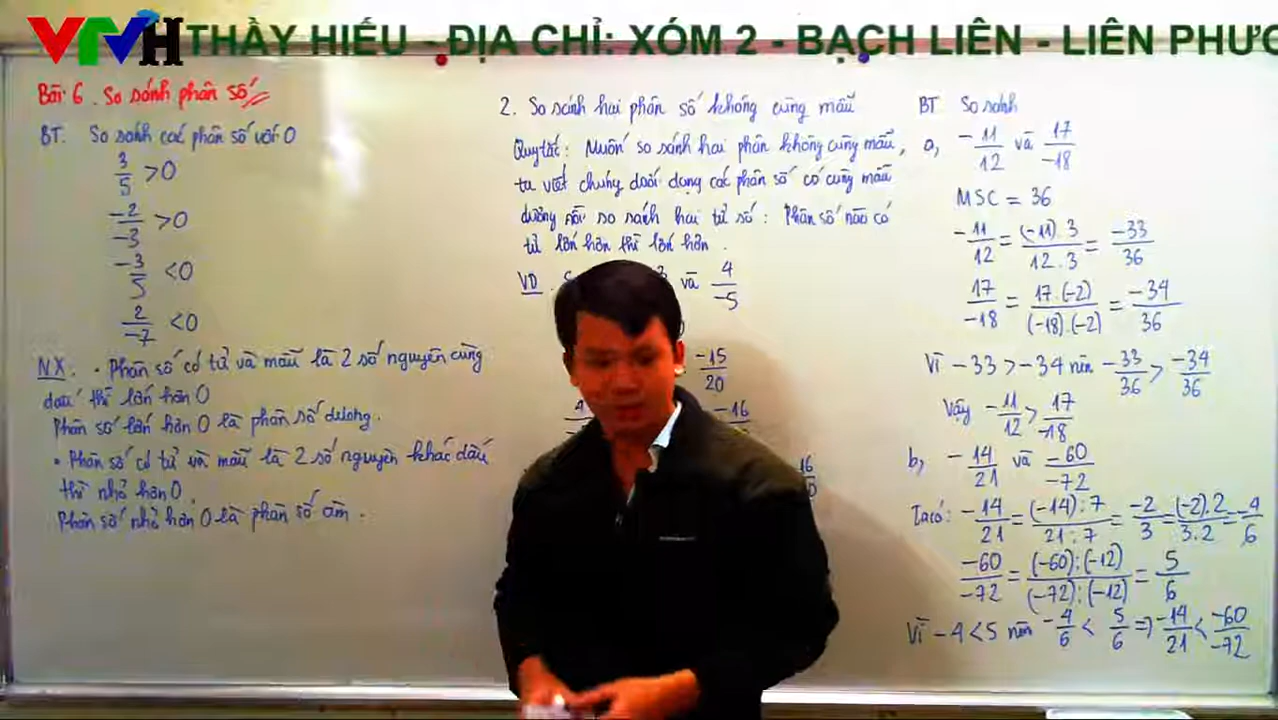 VTVH THẦY HIẾU - ĐỊA CHỈ: XÓM 2 - BẠCH LIÊN - LIÊN PHƯƠ
Bài 6. So sánh phân số
BT. So sánh các phân số với 0
3/5 > 0
-2/-3 > 0
-3/5 < 0
2/-7 < 0
NX. • Phân số có tử và mẫu là 2 số nguyên cùng
dấu thì lớn hơn 0
Phân số lớn hơn 0 là phân số dương.
• Phân số có tử và mẫu là 2 số nguyên khác dấu
thì nhỏ hơn 0.
Phân số nhỏ hơn 0 là phân số âm.
2. So sánh hai phân số không cùng mẫu
Quy tắc: Muốn so sánh hai phân không cùng mẫu,
ta viết chúng dưới dạng các phân số có cùng mẫu
dương rồi so sánh hai tử số: Phân số nào có
tử lớn hơn thì lớn hơn.
VD. và 4/-5
-15/20
-16
16
BT So sánh
a, -11/12 và 17/-18
MSC = 36
-11/12 = (-11).3/12.3 = -33/36
17/-18 = 17.(-2)/(-18).(-2) = -34/36
Vì -33 > -34 nên -33/36 > -34/36
Vậy -11/12 > 17/-18
b, -14/21 và -60/-72
Ta có: -14/21 = (-14):7/21:7 = -2/3 = (-2).2/3.2 = -4/6
-60/-72 = (-60):(-12)/(-72):(-12) = 5/6
Vì -4 < 5 nên -4/6 < 5/6 => -14/21 < -60/-72